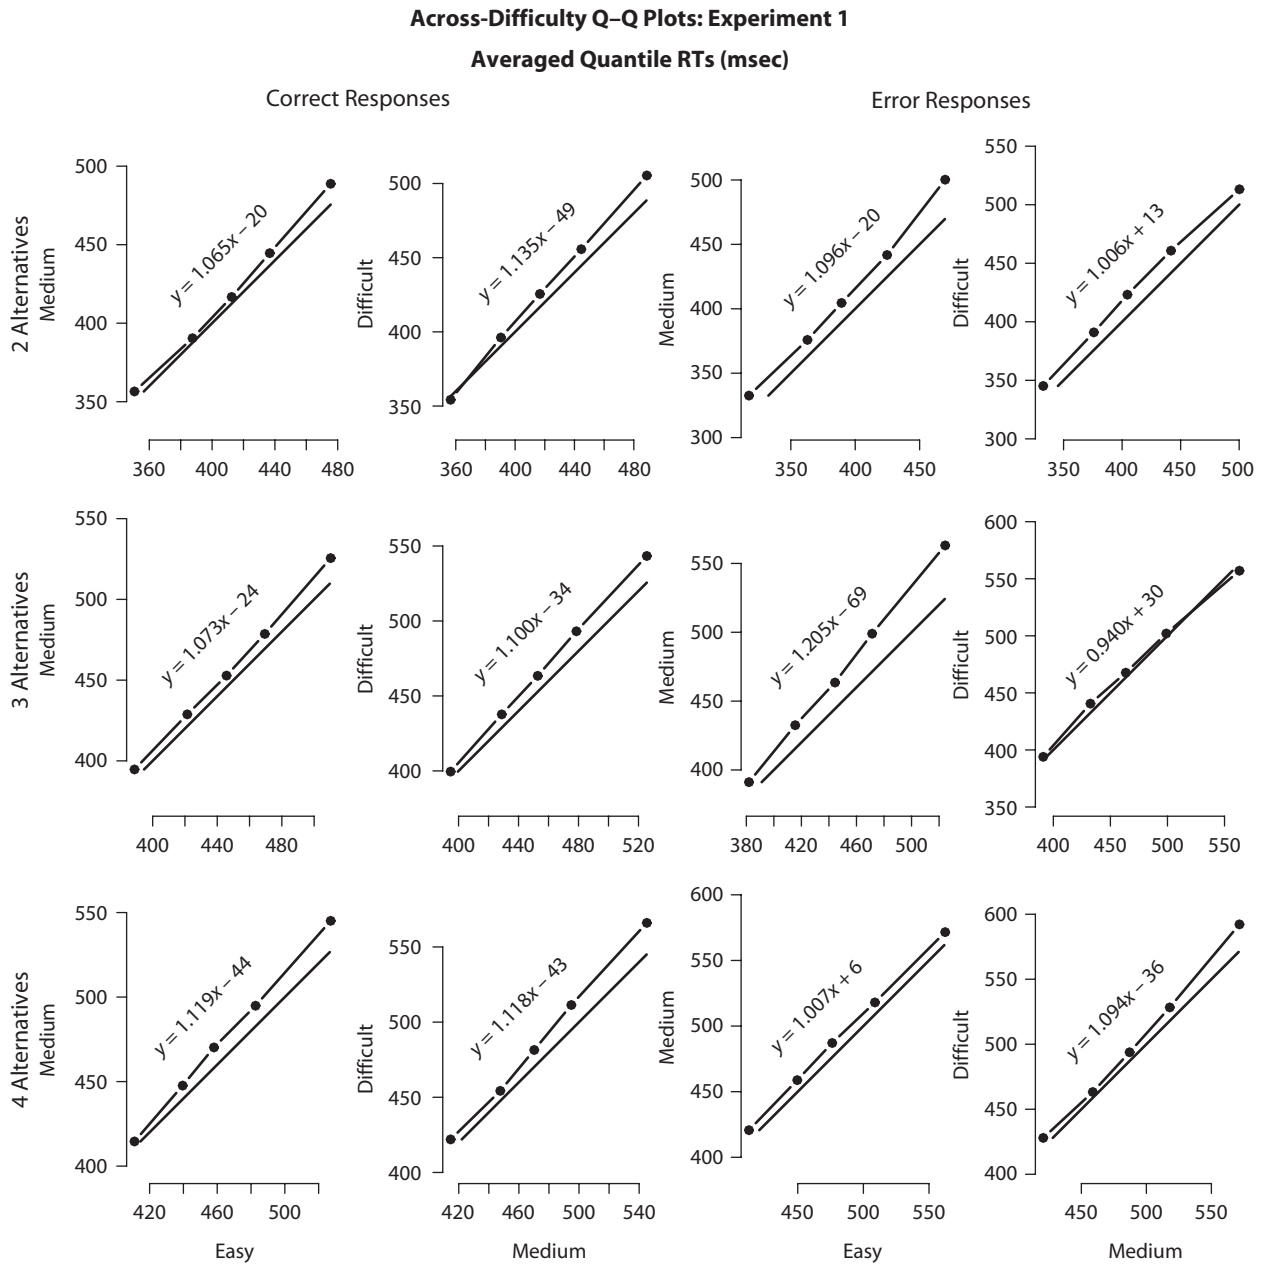 Across-Difficulty Q–Q Plots: Experiment 1
Averaged Quantile RTs (msec)
Correct Responses
Error Responses
2 Alternatives
Medium
500
450
400
350
y = 1.065x – 20
360 400 440 480
Difficult
500
450
400
350
y = 1.135x – 49
360 400 440 480
Medium
500
450
400
350
300
y = 1.096x – 20
350 400 450
Difficult
550
500
450
400
350
300
y = 1.006x + 13
350 400 450 500
3 Alternatives
Medium
550
500
450
400
y = 1.073x – 24
400 440 480
Difficult
550
500
450
400
y = 1.100x – 34
400 440 480 520
Medium
550
500
450
400
y = 1.205x – 69
380 420 460 500
Difficult
600
550
500
450
400
350
y = 0.940x + 30
400 450 500 550
4 Alternatives
Medium
550
500
450
400
y = 1.119x – 44
420 460 500
Easy
Difficult
550
500
450
400
y = 1.118x – 43
420 460 500 540
Medium
Medium
600
550
500
450
400
y = 1.007x + 6
450 500 550
Easy
Difficult
600
550
500
450
400
y = 1.094x – 36
450 500 550
Medium